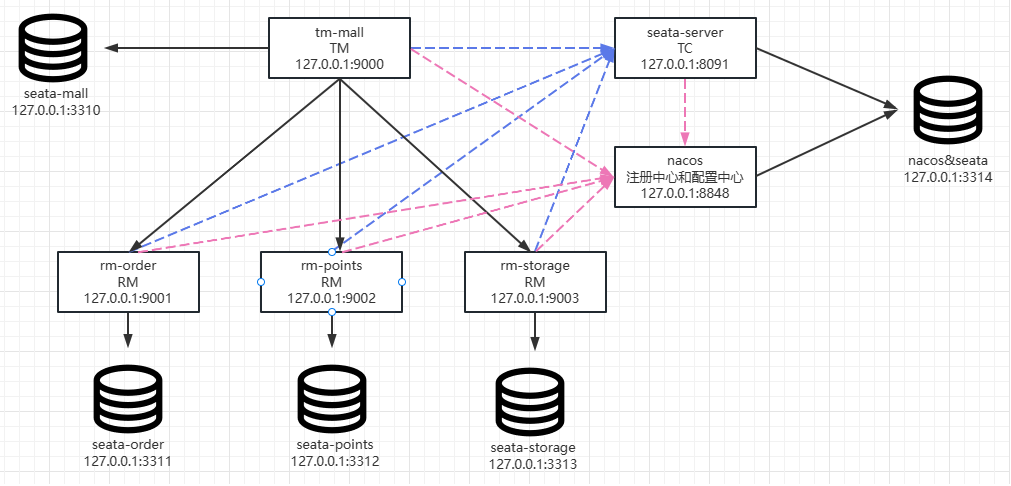 tm-mall
TM
127.0.0.1:9000
seata-server
TC
127.0.0.1:8091
seata-mall
127.0.0.1:3310
nacos
注册中心和配置中心
127.0.0.1:8848
nacos&seata
127.0.0.1:3314
rm-order
RM
127.0.0.1:9001
rm-points
RM
127.0.0.1:9002
rm-storage
RM
127.0.0.1:9003
seata-order
127.0.0.1:3311
seata-points
127.0.0.1:3312
seata-storage
127.0.0.1:3313